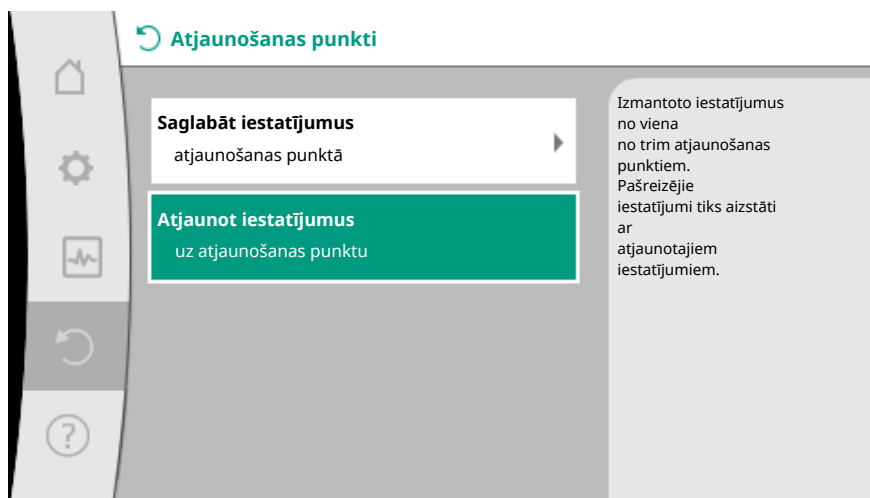 Atjaunošanas punkti
Saglabāt iestatījumus
atjaunošanas punktā
Atjaunot iestatījumus
uz atjaunošanas punktu
Izmantoto iestatījumus
no viena
no trim atjaunošanas
punktiem.
Pašreizējie
iestatījumi tiks aizstāti
ar
atjaunotajiem
iestatījumiem.
?